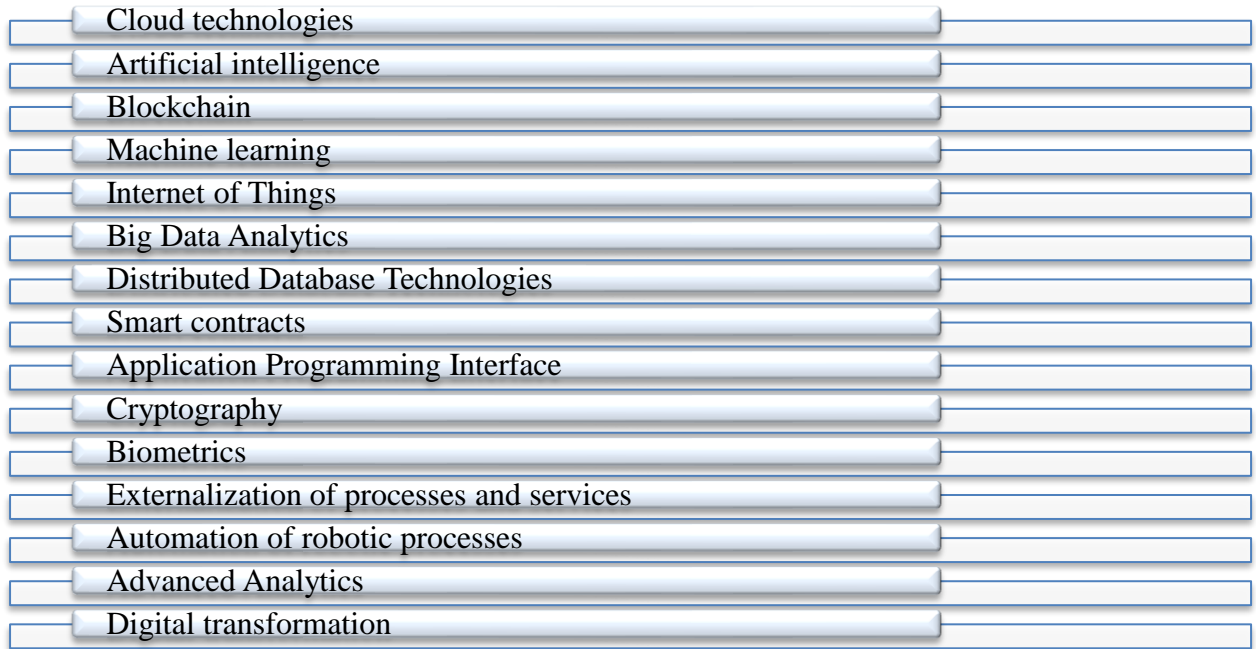 Cloud technologies
Artificial intelligence
Blockchain
Machine learning
Internet of Things
Big Data Analytics
Distributed Database Technologies
Smart contracts
Application Programming Interface
Cryptography
Biometrics
Externalization of processes and services
Automation of robotic processes
Advanced Analytics
Digital transformation